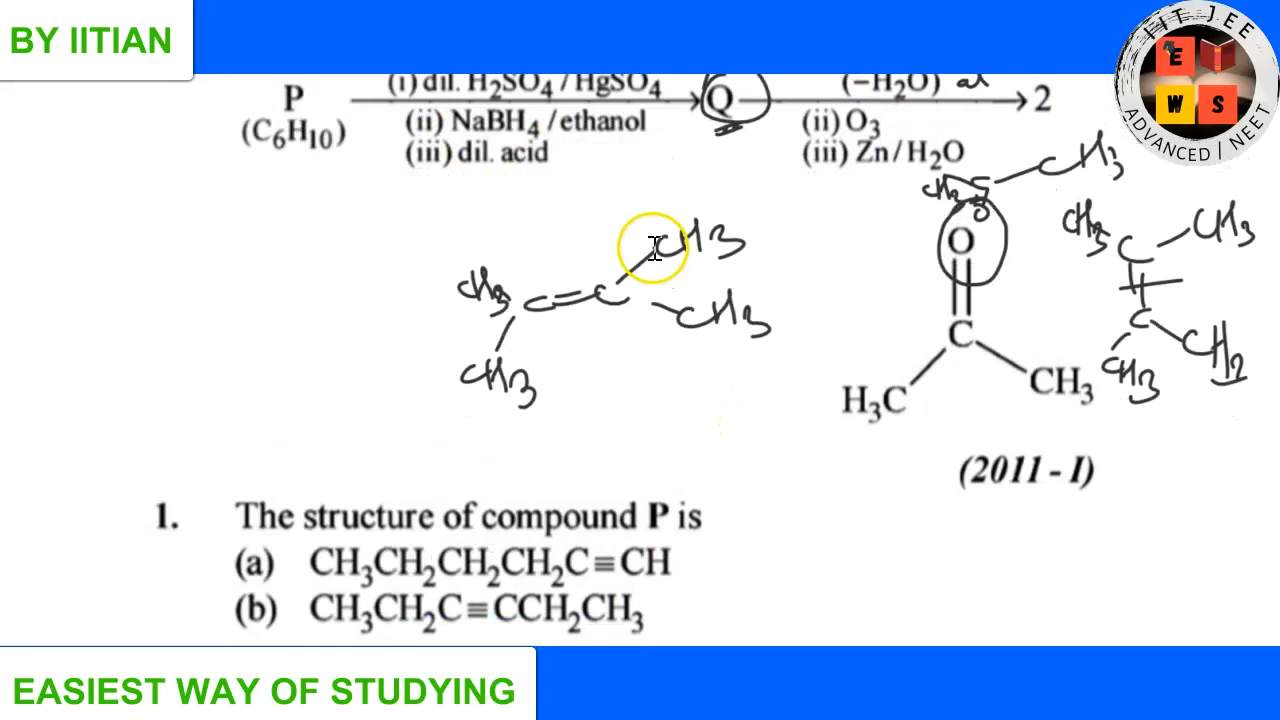 BY IITIAN
IIT JEE
E
W S
ADVANCED / NEET
P (i) dil. H₂SO₄ / HgSO₄ Q (−H₂O) 2
(C₆H₁₀) (ii) NaBH₄ /ethanol (ii) O₃
(iii) dil. acid (iii) Zn/H₂O
CH3
CH3
CH3 CH3
O
CH3
CH3 C=C
C
CH3
C
C
CH3
CH2
CH3
H₃C CH₃
(2011 - I)
1. The structure of compound P is
(a) CH₃CH₂CH₂CH₂C≡CH
(b) CH₃CH₂C≡CCH₂CH₃
EASIEST WAY OF STUDYING